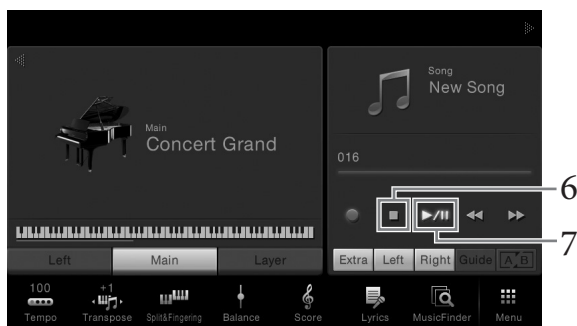 Main
Concert Grand
Song
New Song
016
6
7
Left
Main
Layer
Extra
Left
Right
Guide
A B
100
+1
Tempo
Transpose
Split&Fingering
Balance
Score
Lyrics
MusicFinder
Menu